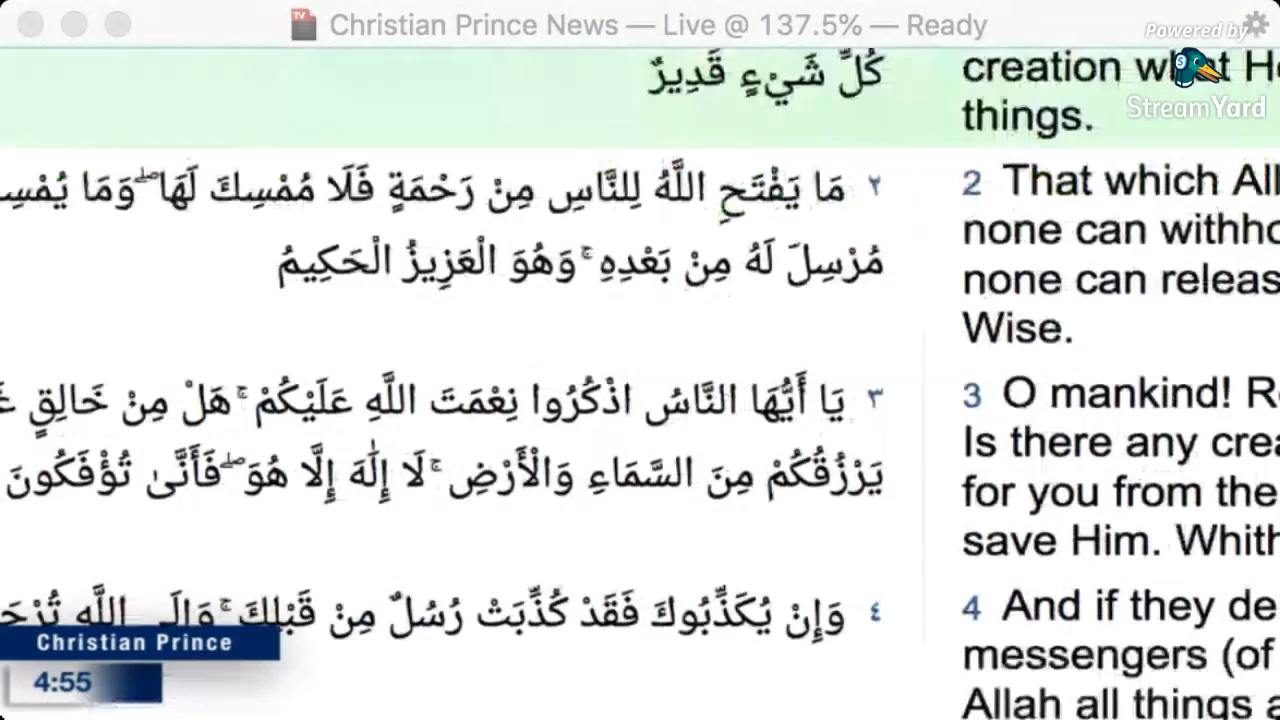 Christian Prince News — Live @ 137.5% — Ready
Powered by
StreamYard
كُلِّ شَيْءٍ قَدِيرٌ
creation what He
things.
٢ مَا يَفْتَحِ اللَّهُ لِلنَّاسِ مِنْ رَحْمَةٍ فَلَا مُمْسِكَ لَهَا ۖ وَمَا يُمْسِ
مُرْسِلَ لَهُ مِنْ بَعْدِهِ ۚ وَهُوَ الْعَزِيزُ الْحَكِيمُ
2 That which All
none can withho
none can releas
Wise.
٣ يَا أَيُّهَا النَّاسُ اذْكُرُوا نِعْمَتَ اللَّهِ عَلَيْكُمْ ۚ هَلْ مِنْ خَالِقٍ غَ
يَرْزُقُكُمْ مِنَ السَّمَاءِ وَالْأَرْضِ ۚ لَا إِلَٰهَ إِلَّا هُوَ ۖ فَأَنَّىٰ تُؤْفَكُونَ
3 O mankind! Re
Is there any crea
for you from the
save Him. Whith
٤ وَإِنْ يُكَذِّبُوكَ فَقَدْ كُذِّبَتْ رُسُلٌ مِنْ قَبْلِكَ ۚ وَإِلَى اللَّهِ تُرْجَ
4 And if they de
messengers (of
Allah all things a
Christian Prince
4:55